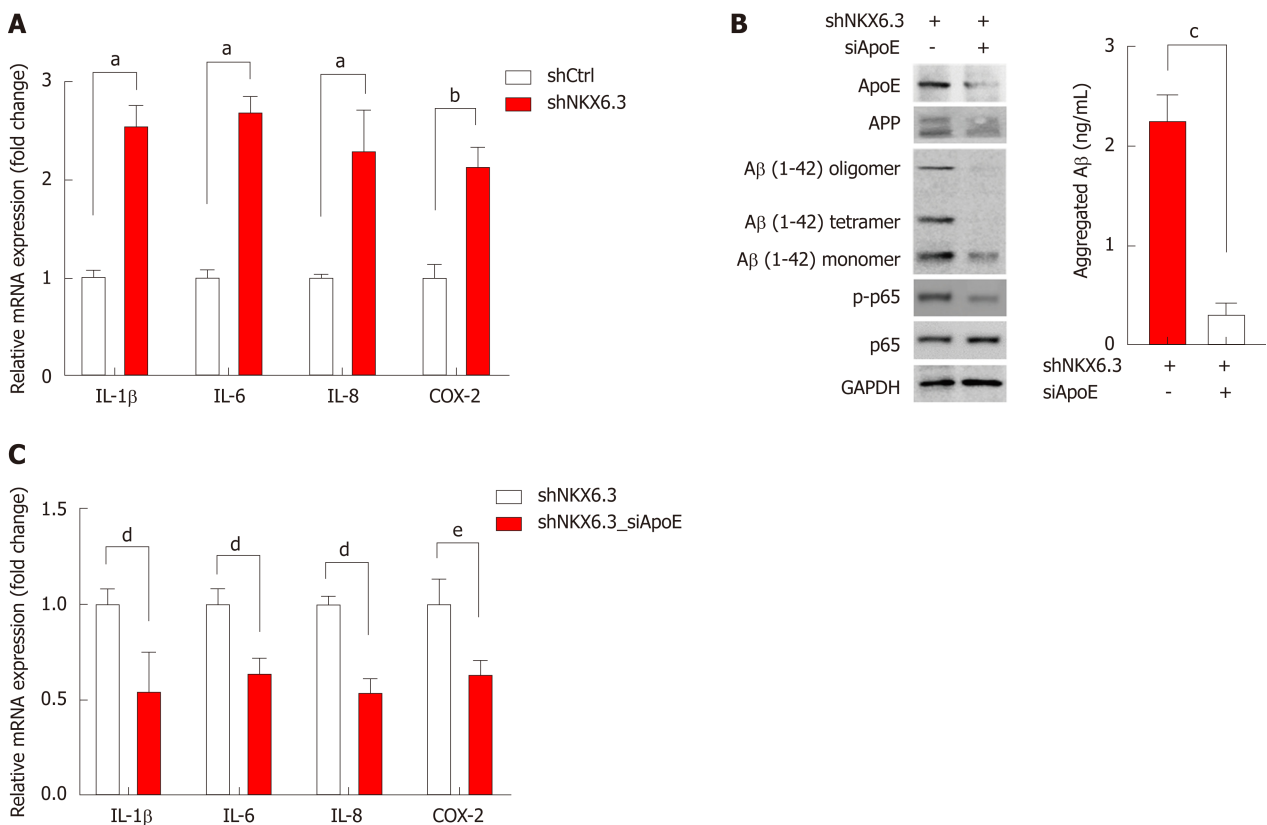 A
Relative mRNA expression (fold change)
3
2
1
0
a
a
a
b
shCtrl
shNKX6.3
IL-1β
IL-6
IL-8
COX-2
B
shNKX6.3 + +
siApoE - +
ApoE
APP
Aβ (1-42) oligomer
Aβ (1-42) tetramer
Aβ (1-42) monomer
p-p65
p65
GAPDH
Aggregated Aβ (ng/mL)
3
2
1
0
c
shNKX6.3 + +
siApoE - +
C
Relative mRNA expression (fold change)
1.5
1.0
0.5
0.0
d
d
d
e
shNKX6.3
shNKX6.3_siApoE
IL-1β
IL-6
IL-8
COX-2